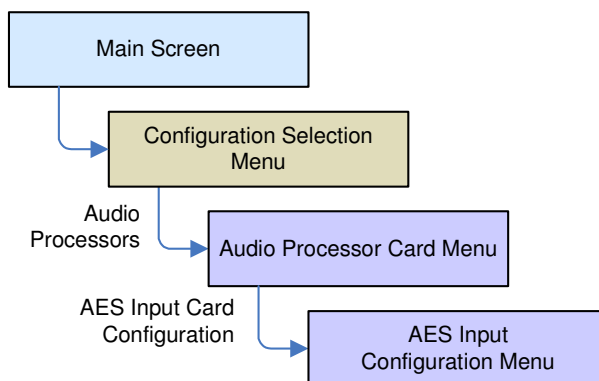 Main Screen
Configuration Selection
Menu
Audio
Processors
Audio Processor Card Menu
AES Input Card
Configuration
AES Input
Configuration Menu